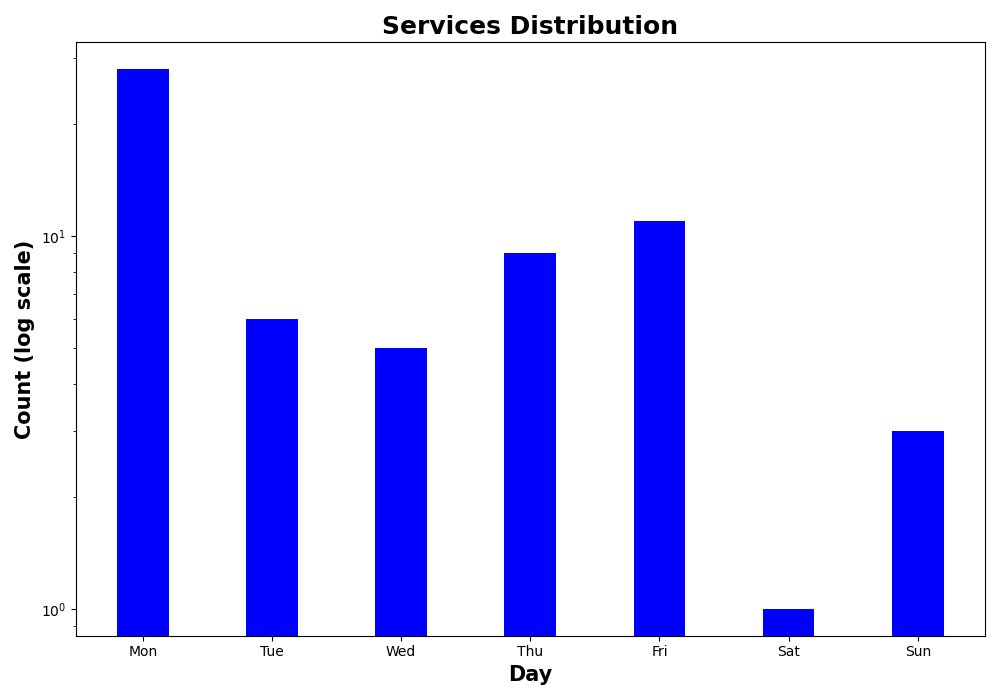 Services Distribution
Count (log scale)
10¹
10⁰
Mon Tue Wed Thu Fri Sat Sun
Day